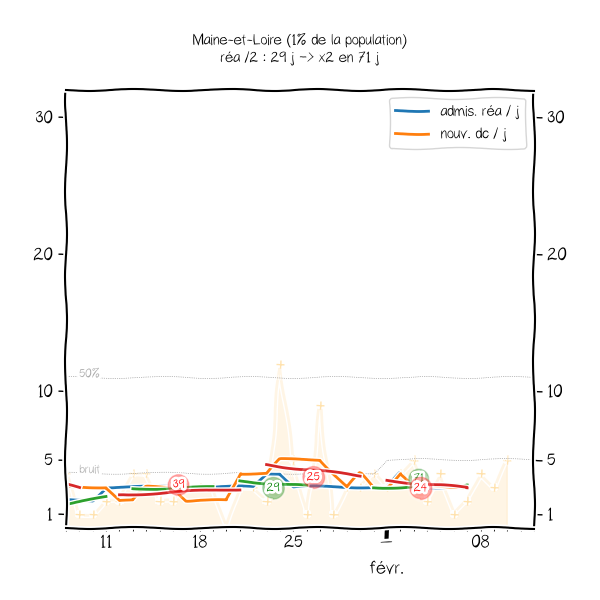 Maine-et-Loire (1% de la population)
réa /2 : 29 j -> x2 en 71 j
30 30
admis. réa / j
nouv. dc / j
20 20
50%
10 10
5 5
bruit
39 29 25 71
24
1 1
11 18 25 1 08
févr.